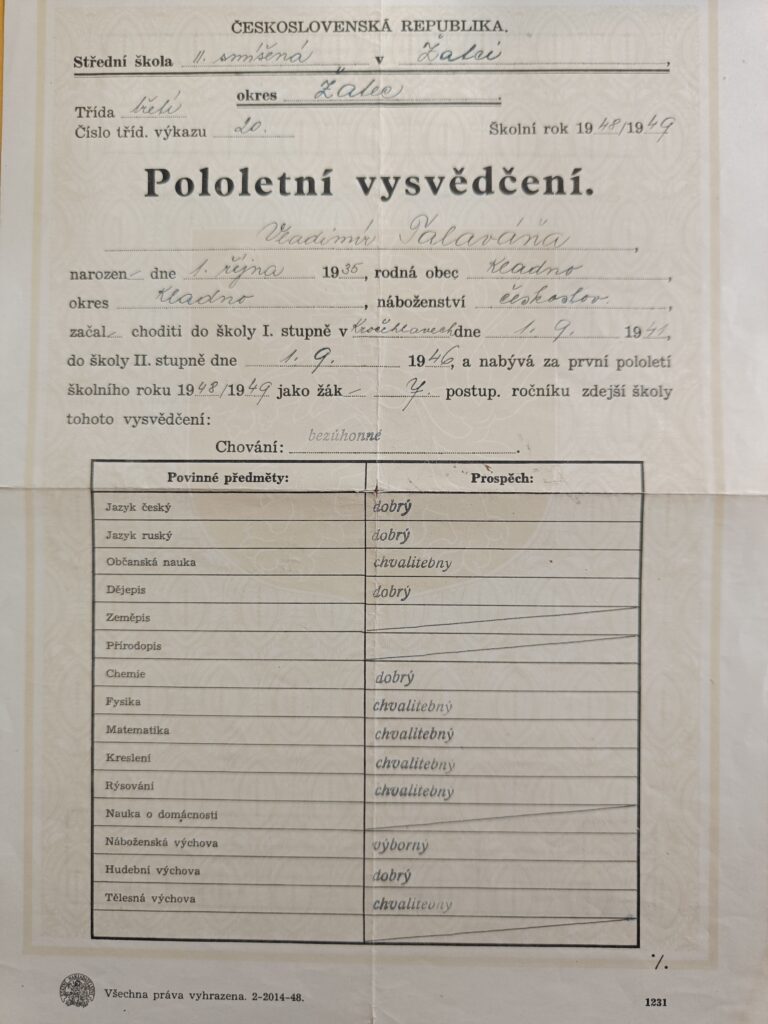 ČESKOSLOVENSKÁ REPUBLIKA.
Střední škola II. smíšená v Žatci,
okres Žatec.
Třída třetí
Číslo tříd. výkazu 20. Školní rok 1948/1949
Pololetní vysvědčení.
Vladimír Talaváňa,
narozen dne 1. října 1935, rodná obec Kladno,
okres Kladno, náboženství českoslov.
začal choditi do školy I. stupně v Kročehlavech dne 1. 9. 1941,
do školy II. stupně dne 1. 9. 1946, a nabývá za první pololetí
školního roku 1948/1949 jako žák postup. ročníku zdejší školy
tohoto vysvědčení:
Chování: bezúhonné.
Povinné předměty: Prospěch:
Jazyk český dobrý
Jazyk ruský dobrý
Občanská nauka chvalitebný
Dějepis dobrý
Zeměpis
Přírodopis
Chemie dobrý
Fysika chvalitebný
Matematika chvalitebný
Kreslení chvalitebný
Rýsování chvalitebný
Nauka o domácnosti
Náboženská výchova výborný
Hudební výchova dobrý
Tělesná výchova chvalitebný
./.
Všechna práva vyhrazena. 2-2014-48. 1231